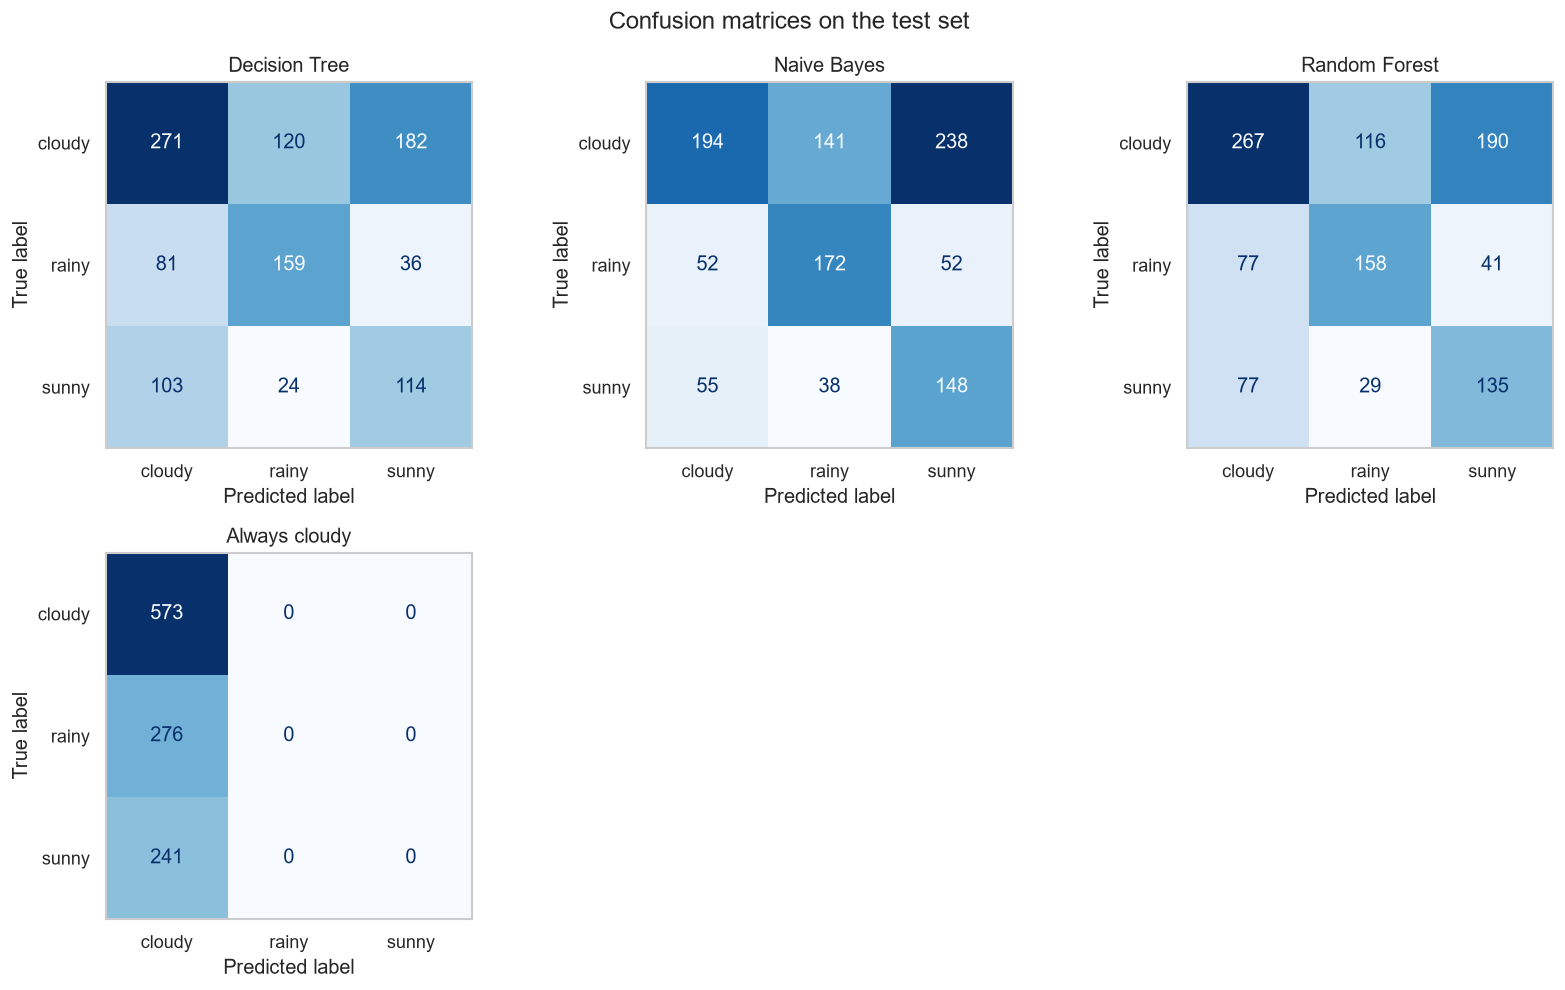 Confusion matrices on the test set
Decision Tree
True label
cloudy 271 120 182
rainy 81 159 36
sunny 103 24 114
cloudy rainy sunny
Predicted label
Naive Bayes
True label
cloudy 194 141 238
rainy 52 172 52
sunny 55 38 148
cloudy rainy sunny
Predicted label
Random Forest
True label
cloudy 267 116 190
rainy 77 158 41
sunny 77 29 135
cloudy rainy sunny
Predicted label
Always cloudy
True label
cloudy 573 0 0
rainy 276 0 0
sunny 241 0 0
cloudy rainy sunny
Predicted label